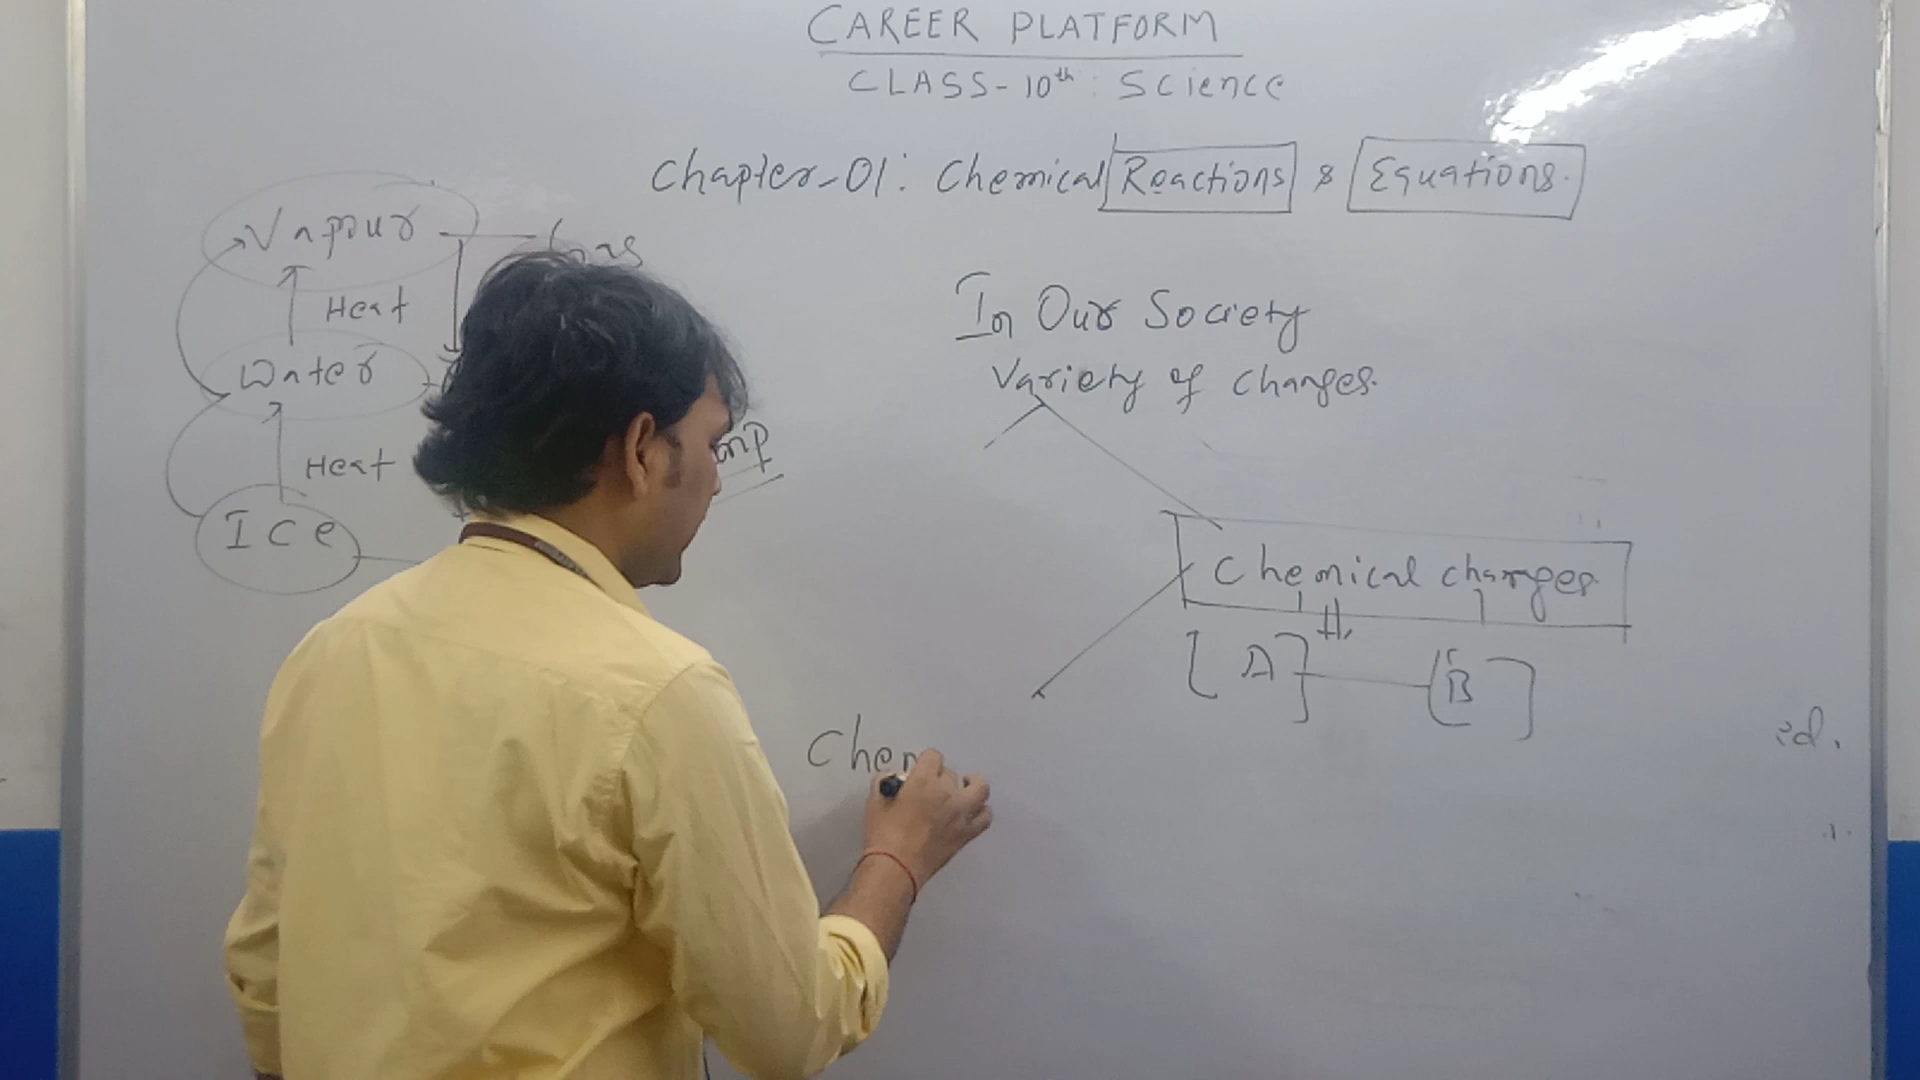 CAREER PLATFORM
CLASS-10th : Science
Chapter-01: Chemical Reactions & Equations.
Vapour
Gas
Heat
Water
Heat
ICe
In Our Society
Variety of changes.
Chemical changes.
[A] [B]
Chem